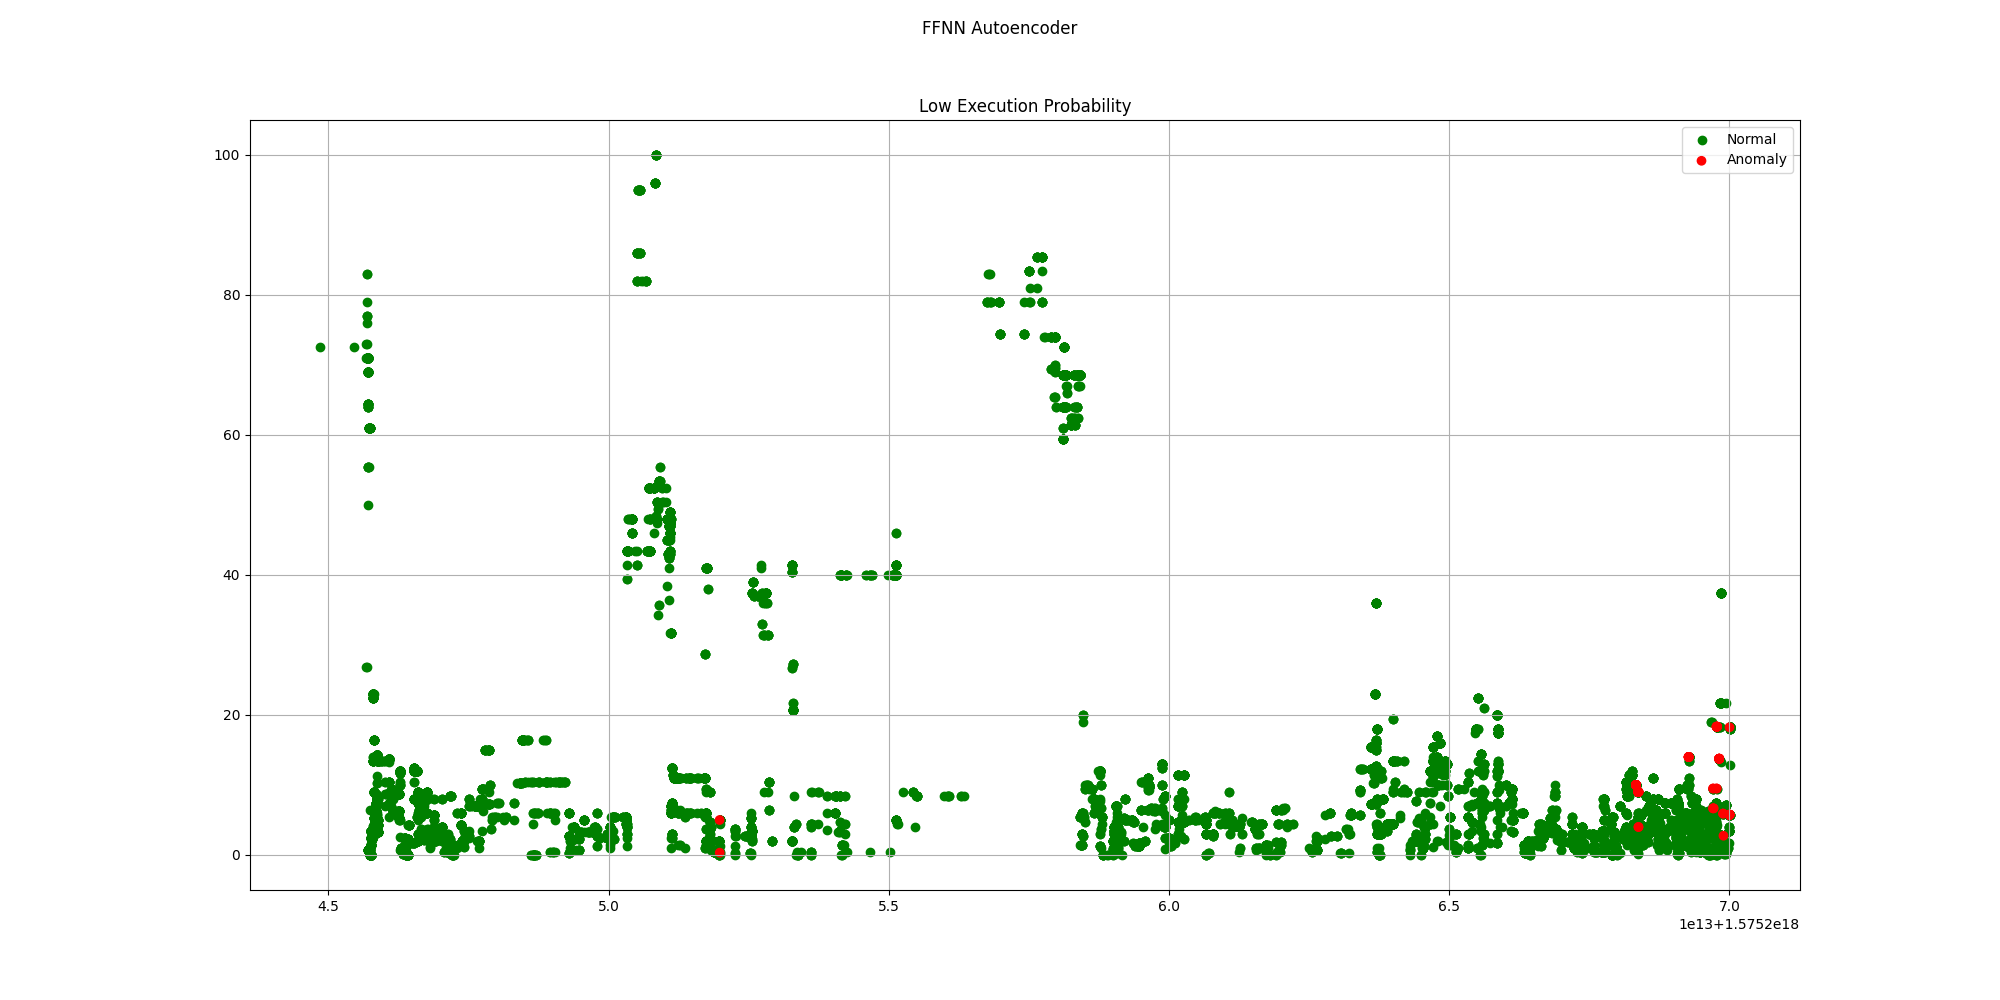 FFNN Autoencoder
Low Execution Probability
Normal
Anomaly
100
80
60
40
20
0
4.5 5.0 5.5 6.0 6.5 7.0
1e13+1.5752e18